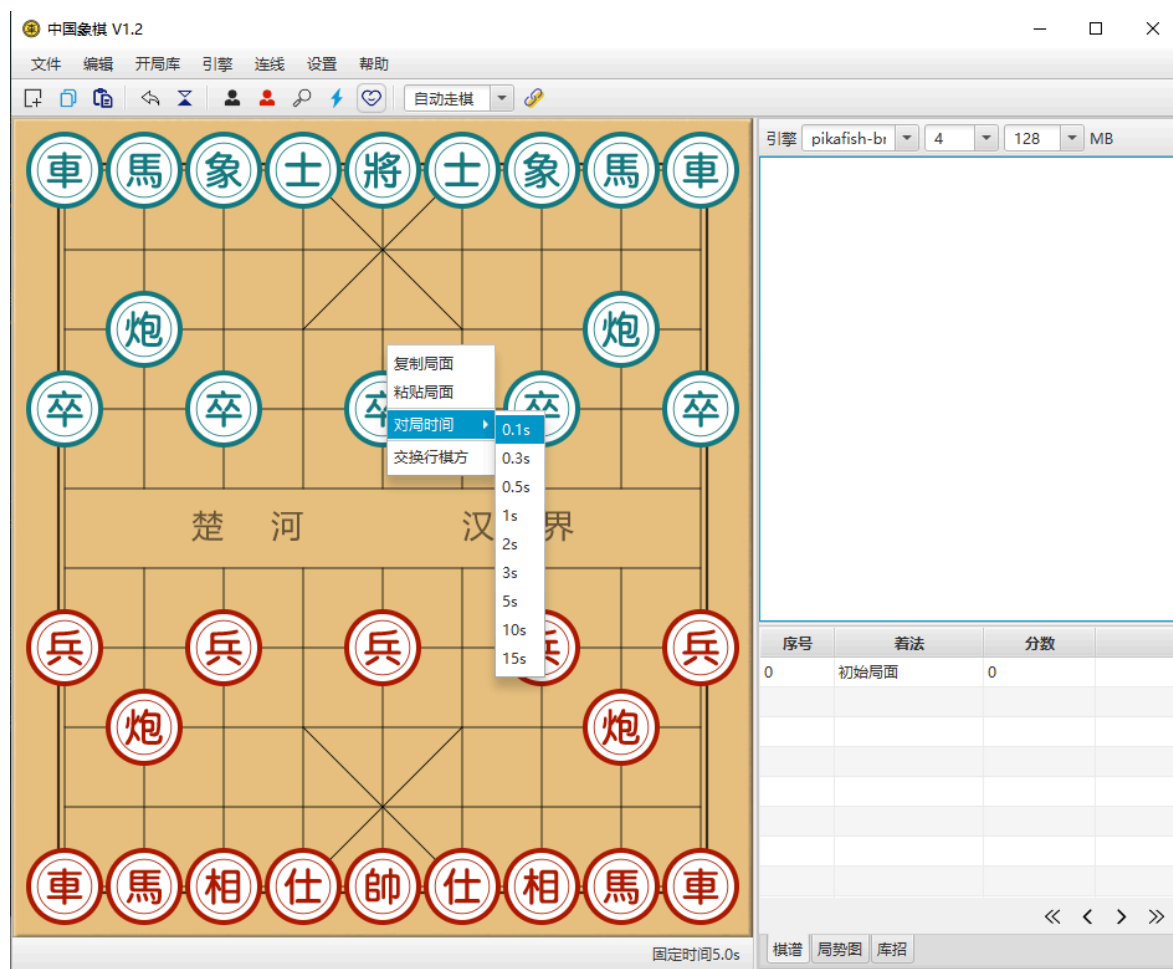 中国象棋 V1.2
文件 编辑 开局库 引擎 连线 设置 帮助
自动走棋
引擎 pikafish-br 4 128 MB
車 馬 象 士 將 士 象 馬 車
炮 炮
卒 卒 卒 卒 卒
复制局面
粘贴局面
对局时间
交换行棋方
0.1s
0.3s
0.5s
1s
2s
3s
5s
10s
15s
楚 河 汉 界
兵 兵 兵 兵 兵
炮 炮
車 馬 相 仕 帥 仕 相 馬 車
固定时间5.0s
序号 着法 分数
0 初始局面 0
棋谱 局势图 库招